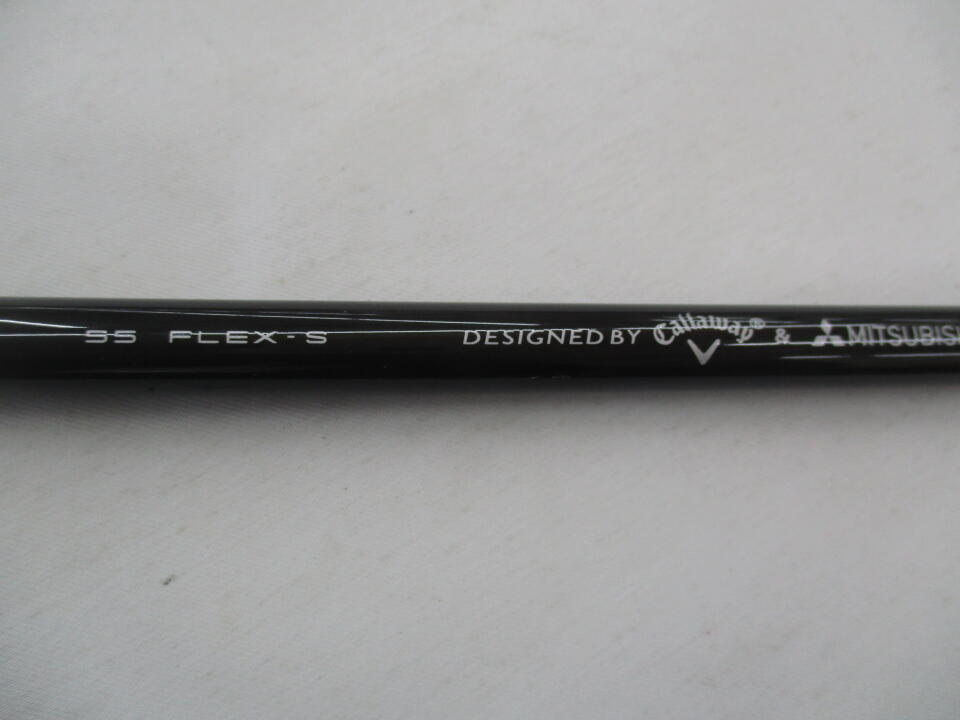 55 FLEX-S DESIGNED BY Callaway® & MITSUBISH